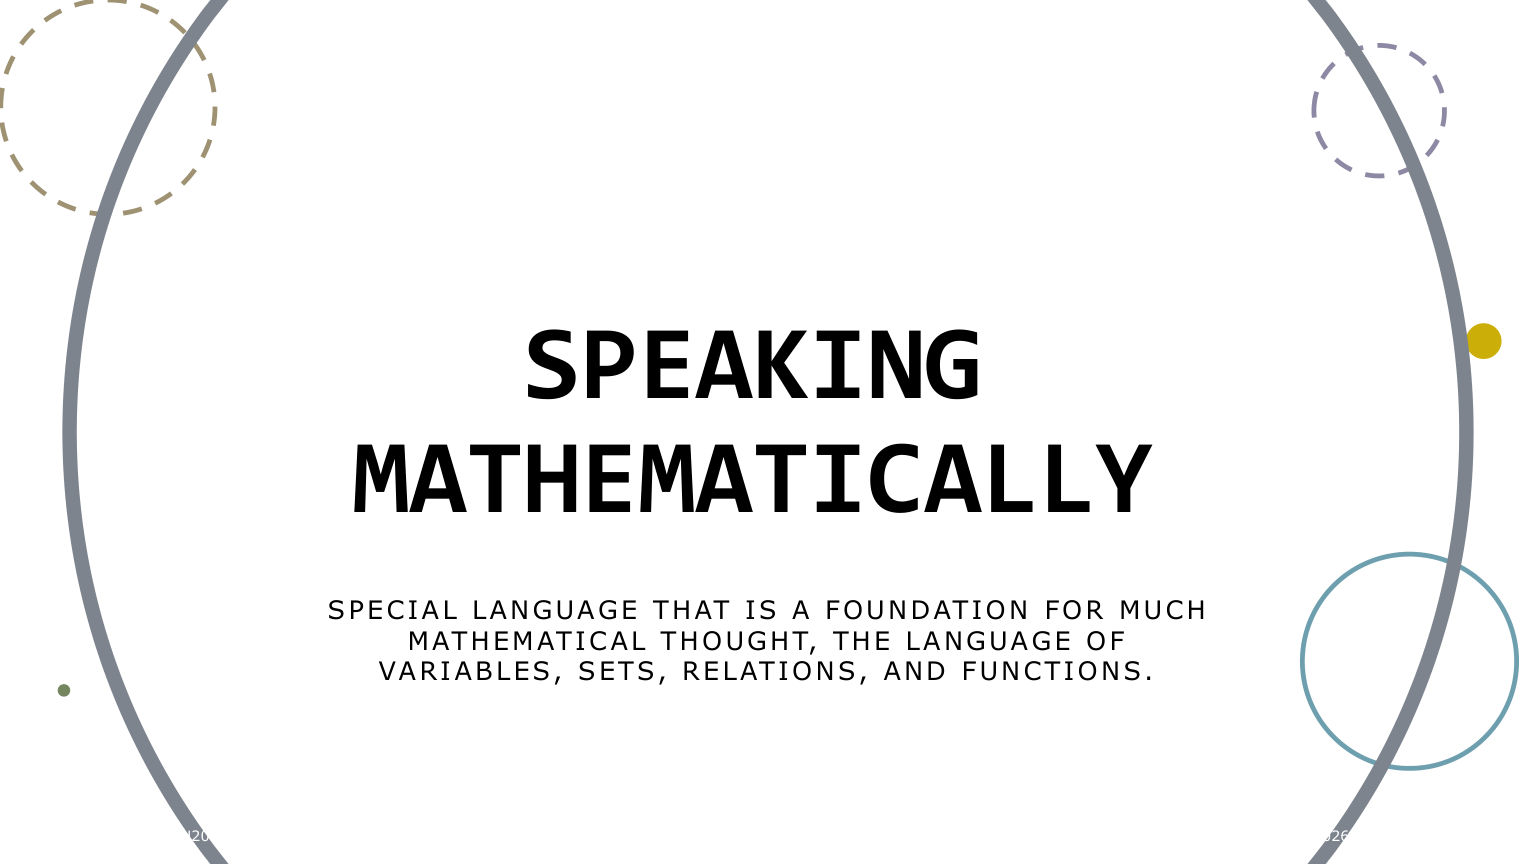 SPEAKING
MATHEMATICALLY
SPECIAL LANGUAGE THAT IS A FOUNDATION FOR MUCH
MATHEMATICAL THOUGHT, THE LANGUAGE OF
VARIABLES, SETS, RELATIONS, AND FUNCTIONS.